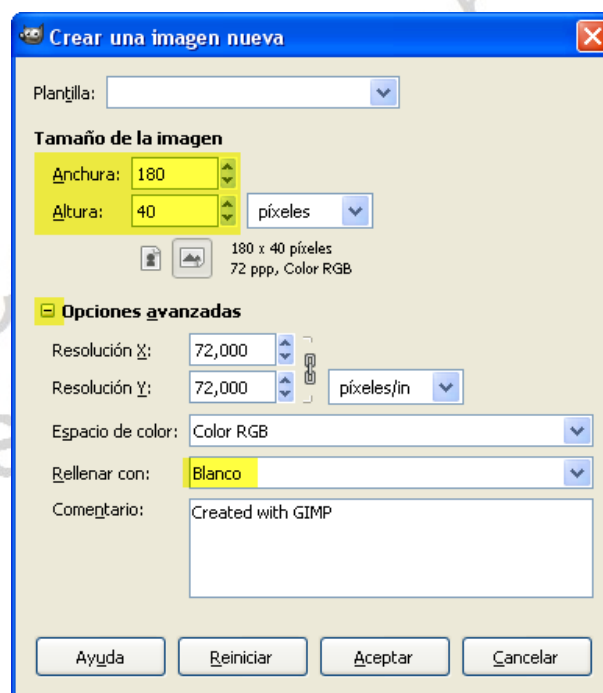 Crear una imagen nueva
Plantilla:
Tamaño de la imagen
Anchura: 180
Altura: 40 píxeles
180 x 40 píxeles
72 ppp, Color RGB
Opciones avanzadas
Resolución X: 72,000
Resolución Y: 72,000 píxeles/in
Espacio de color: Color RGB
Rellenar con: Blanco
Comentario: Created with GIMP
Ayuda Reiniciar Aceptar Cancelar